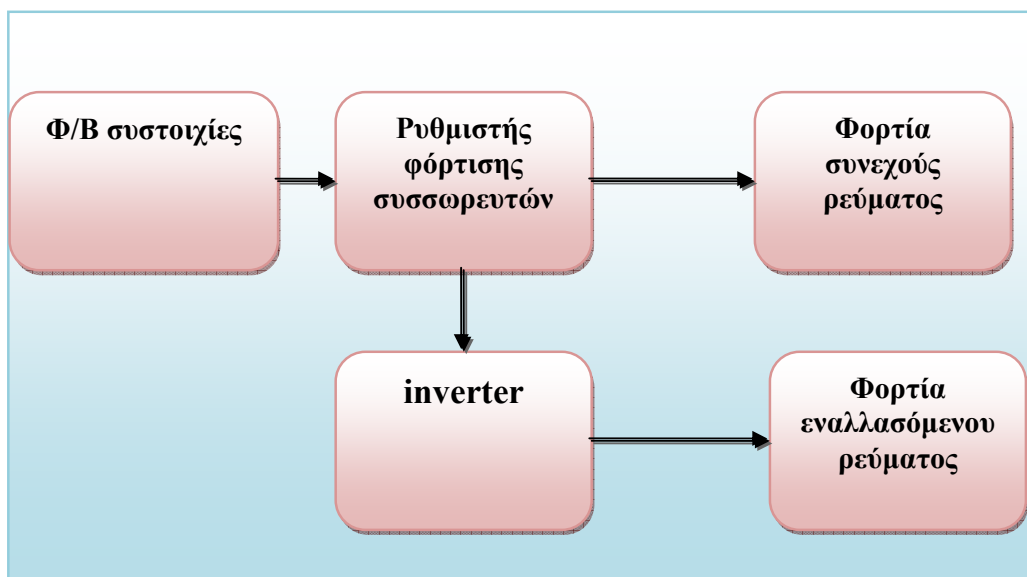 Φ/Β συστοιχίες
Ρυθμιστής
φόρτισης
συσσωρευτών
Φορτία
συνεχούς
ρεύματος
inverter
Φορτία
εναλλασόμενου
ρεύματος